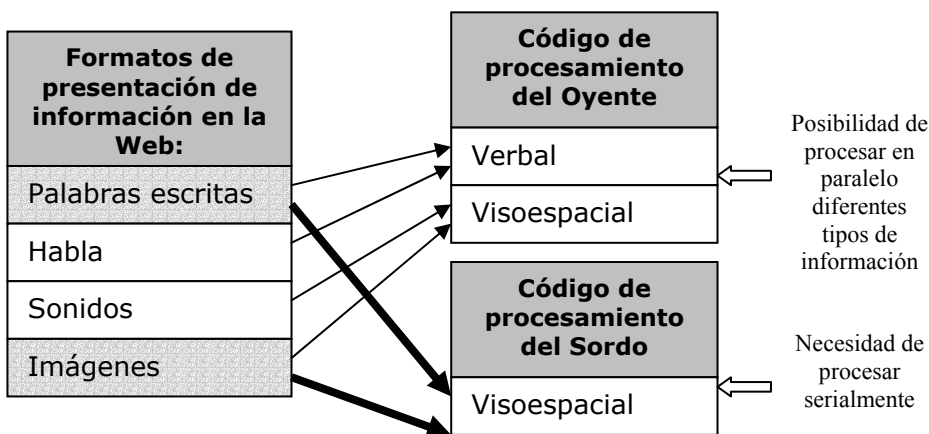 Formatos de
presentación de
información en la
Web:
Palabras escritas
Habla
Sonidos
Imágenes
Código de
procesamiento
del Oyente
Verbal
Visoespacial
Posibilidad de
procesar en
paralelo
diferentes
tipos de
información
Código de
procesamiento
del Sordo
Visoespacial
Necesidad de
procesar
serialmente